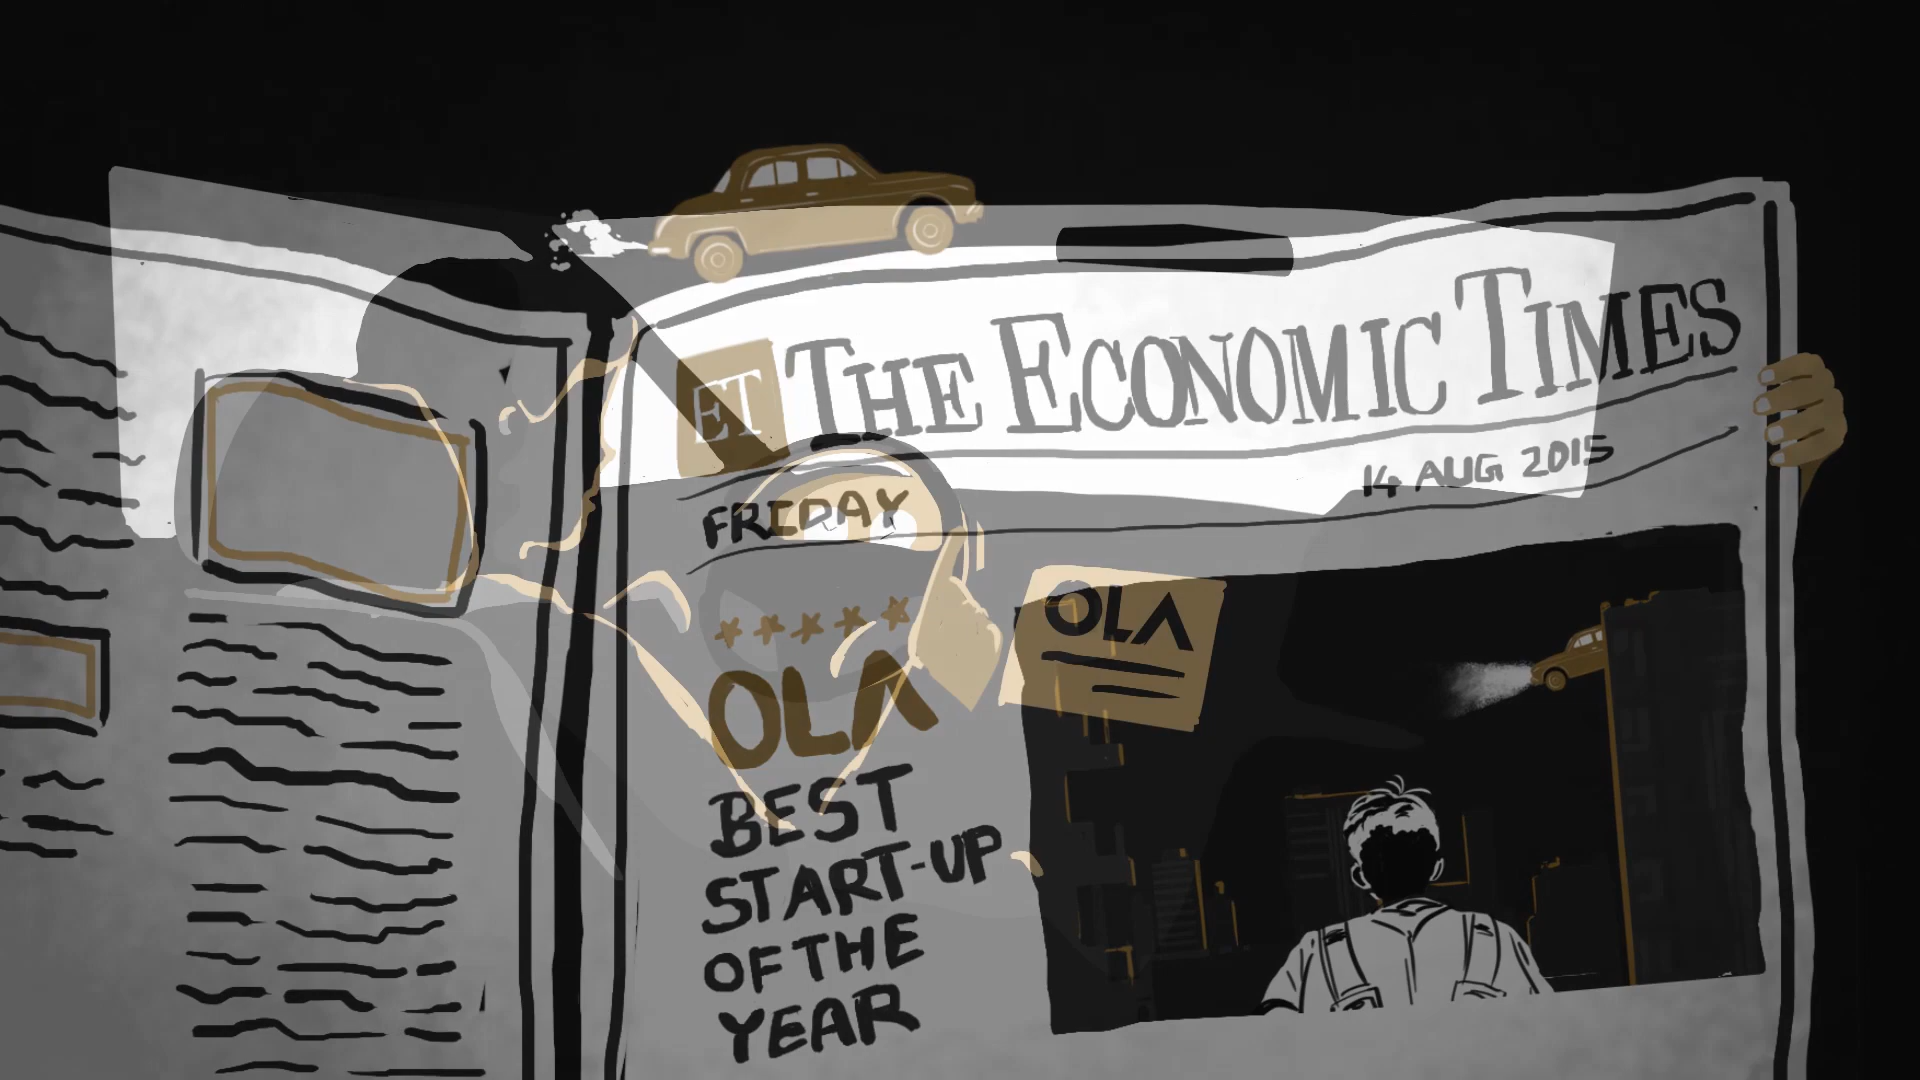 ET THE ECONOMIC TIMES
14 AUG 2015
FRIDAY
OLA
OLA
BEST
START-UP
OF THE
YEAR